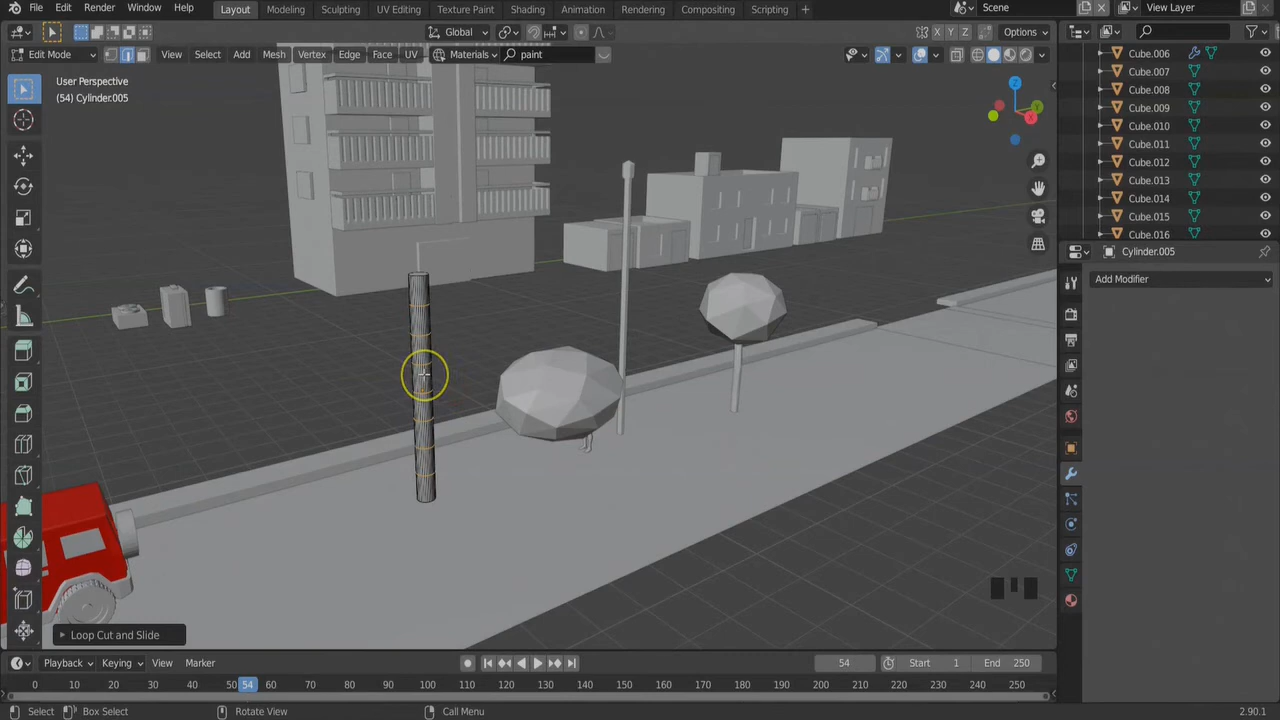 File Edit Render Window Help Layout Modeling Sculpting UV Editing Texture Paint Shading Animation Rendering Compositing Scripting + Scene View Layer
Global Options
X Y Z
Edit Mode View Select Add Mesh Vertex Edge Face UV Materials paint
User Perspective
(54) Cylinder.005
Z
Y
X
Cube.006
Cube.007
Cube.008
Cube.009
Cube.010
Cube.011
Cube.012
Cube.013
Cube.014
Cube.015
Cube.016
Cylinder.005
Add Modifier
Loop Cut and Slide
Playback Keying View Marker 54 Start 1 End 250
0 10 20 30 40 50 54 60 70 80 90 100 110 120 130 140 150 160 170 180 190 200 210 220 230 240 250
Select Box Select Rotate View Call Menu 2.90.1